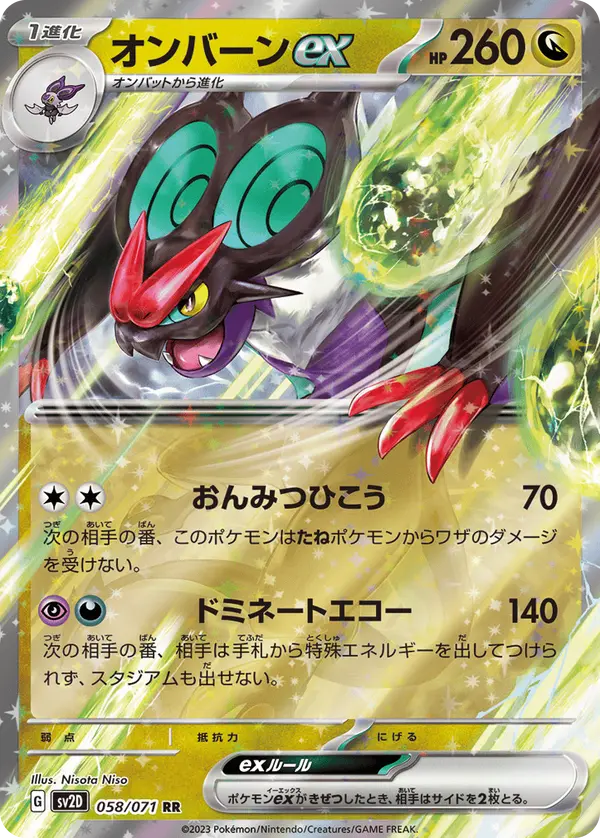 1進化
オンバーンex
HP260
オンバットから進化
おんみつひこう 70
次の相手の番、このポケモンはたねポケモンからワザのダメージ
を受けない。
ドミネートエコー 140
次の相手の番、相手は手札から特殊エネルギーを出してつけら
れず、スタジアムも出せない。
弱点 抵抗力 にげる
exルール
ポケモンexがきぜつしたとき、相手はサイドを2枚とる。
Illus. Nisota Niso
G sv2D 058/071 RR
©2023 Pokémon/Nintendo/Creatures/GAME FREAK.